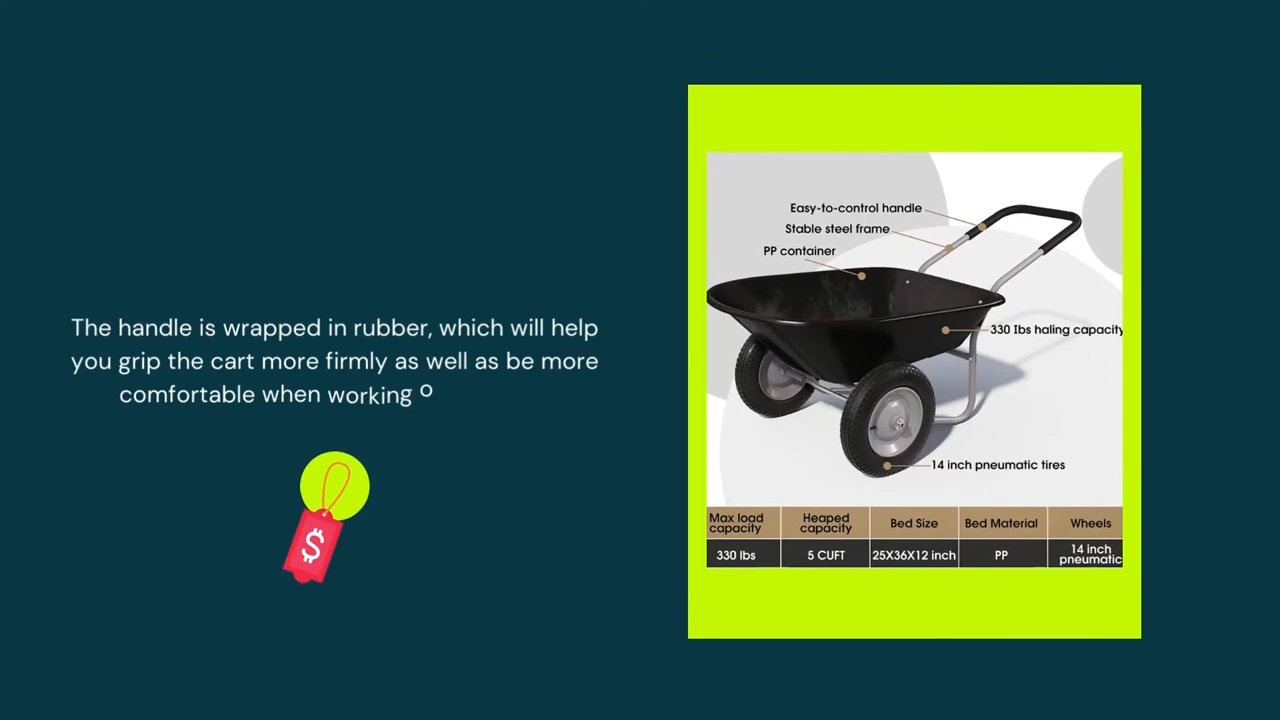 The handle is wrapped in rubber, which will help
you grip the cart more firmly as well as be more
comfortable when working o
$
Easy-to-control handle
Stable steel frame
PP container
330 Ibs haling capacity
14 inch pneumatic tires
Max load capacity
Heaped capacity
Bed Size
Bed Material
Wheels
330 lbs
5 CUFT
25X36X12 inch
PP
14 inch pneumatic